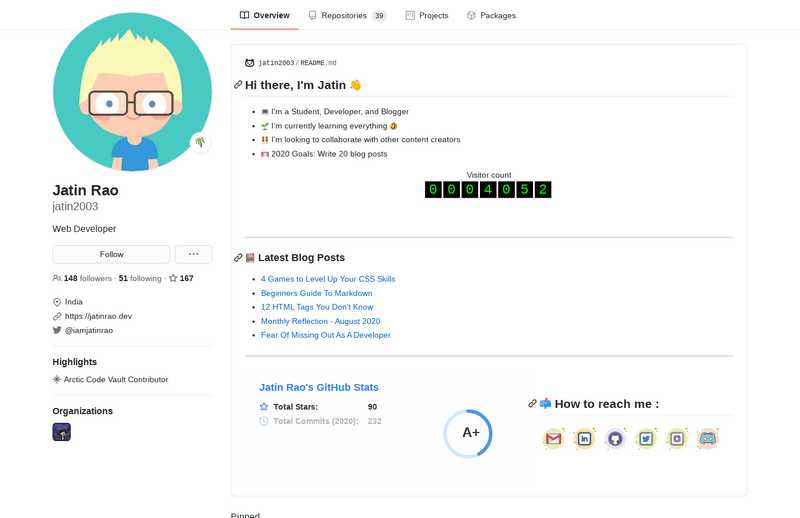 Overview
Repositories 39
Projects
Packages
Jatin Rao
jatin2003
Web Developer
Follow
148 followers · 51 following · 167
India
https://jatinrao.dev
@iamjatinrao
Highlights
Arctic Code Vault Contributor
Organizations
jatin2003 / README.md
Hi there, I'm Jatin 👋
I'm a Student, Developer, and Blogger
I'm currently learning everything 🤣
I'm looking to collaborate with other content creators
2020 Goals: Write 20 blog posts
Visitor count
0004052
Latest Blog Posts
4 Games to Level Up Your CSS Skills
Beginners Guide To Markdown
12 HTML Tags You Don't Know
Monthly Reflection - August 2020
Fear Of Missing Out As A Developer
Jatin Rao's GitHub Stats
Total Stars: 90
Total Commits (2020): 232
A+
How to reach me :
Pinned